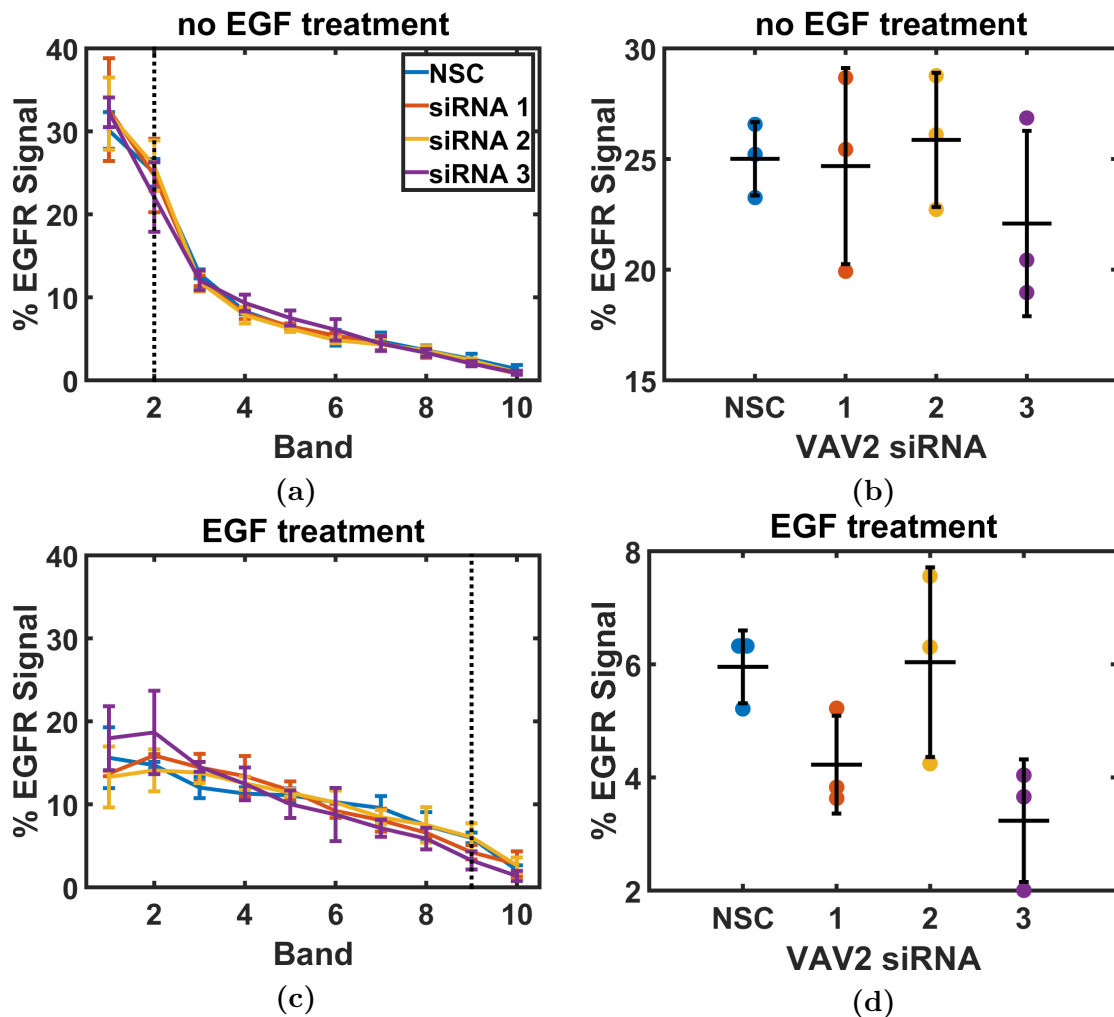 no EGF treatment
40
30
20
10
0
% EGFR Signal
NSC
siRNA 1
siRNA 2
siRNA 3
2
4
6
8
10
Band
(a)
no EGF treatment
30
25
20
15
% EGFR Signal
NSC
1
2
3
VAV2 siRNA
(b)
EGF treatment
40
30
20
10
0
% EGFR Signal
2
4
6
8
10
Band
(c)
EGF treatment
8
6
4
2
% EGFR Signal
NSC
1
2
3
VAV2 siRNA
(d)